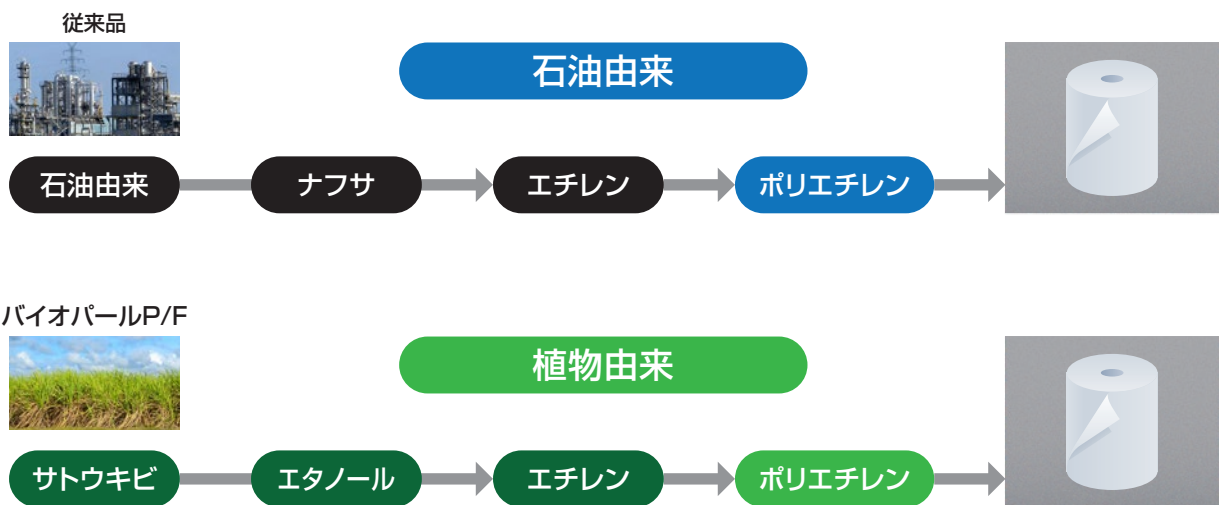 従来品
石油由来
石油由来
ナフサ
エチレン
ポリエチレン
バイオパールP/F
植物由来
サトウキビ
エタノール
エチレン
ポリエチレン